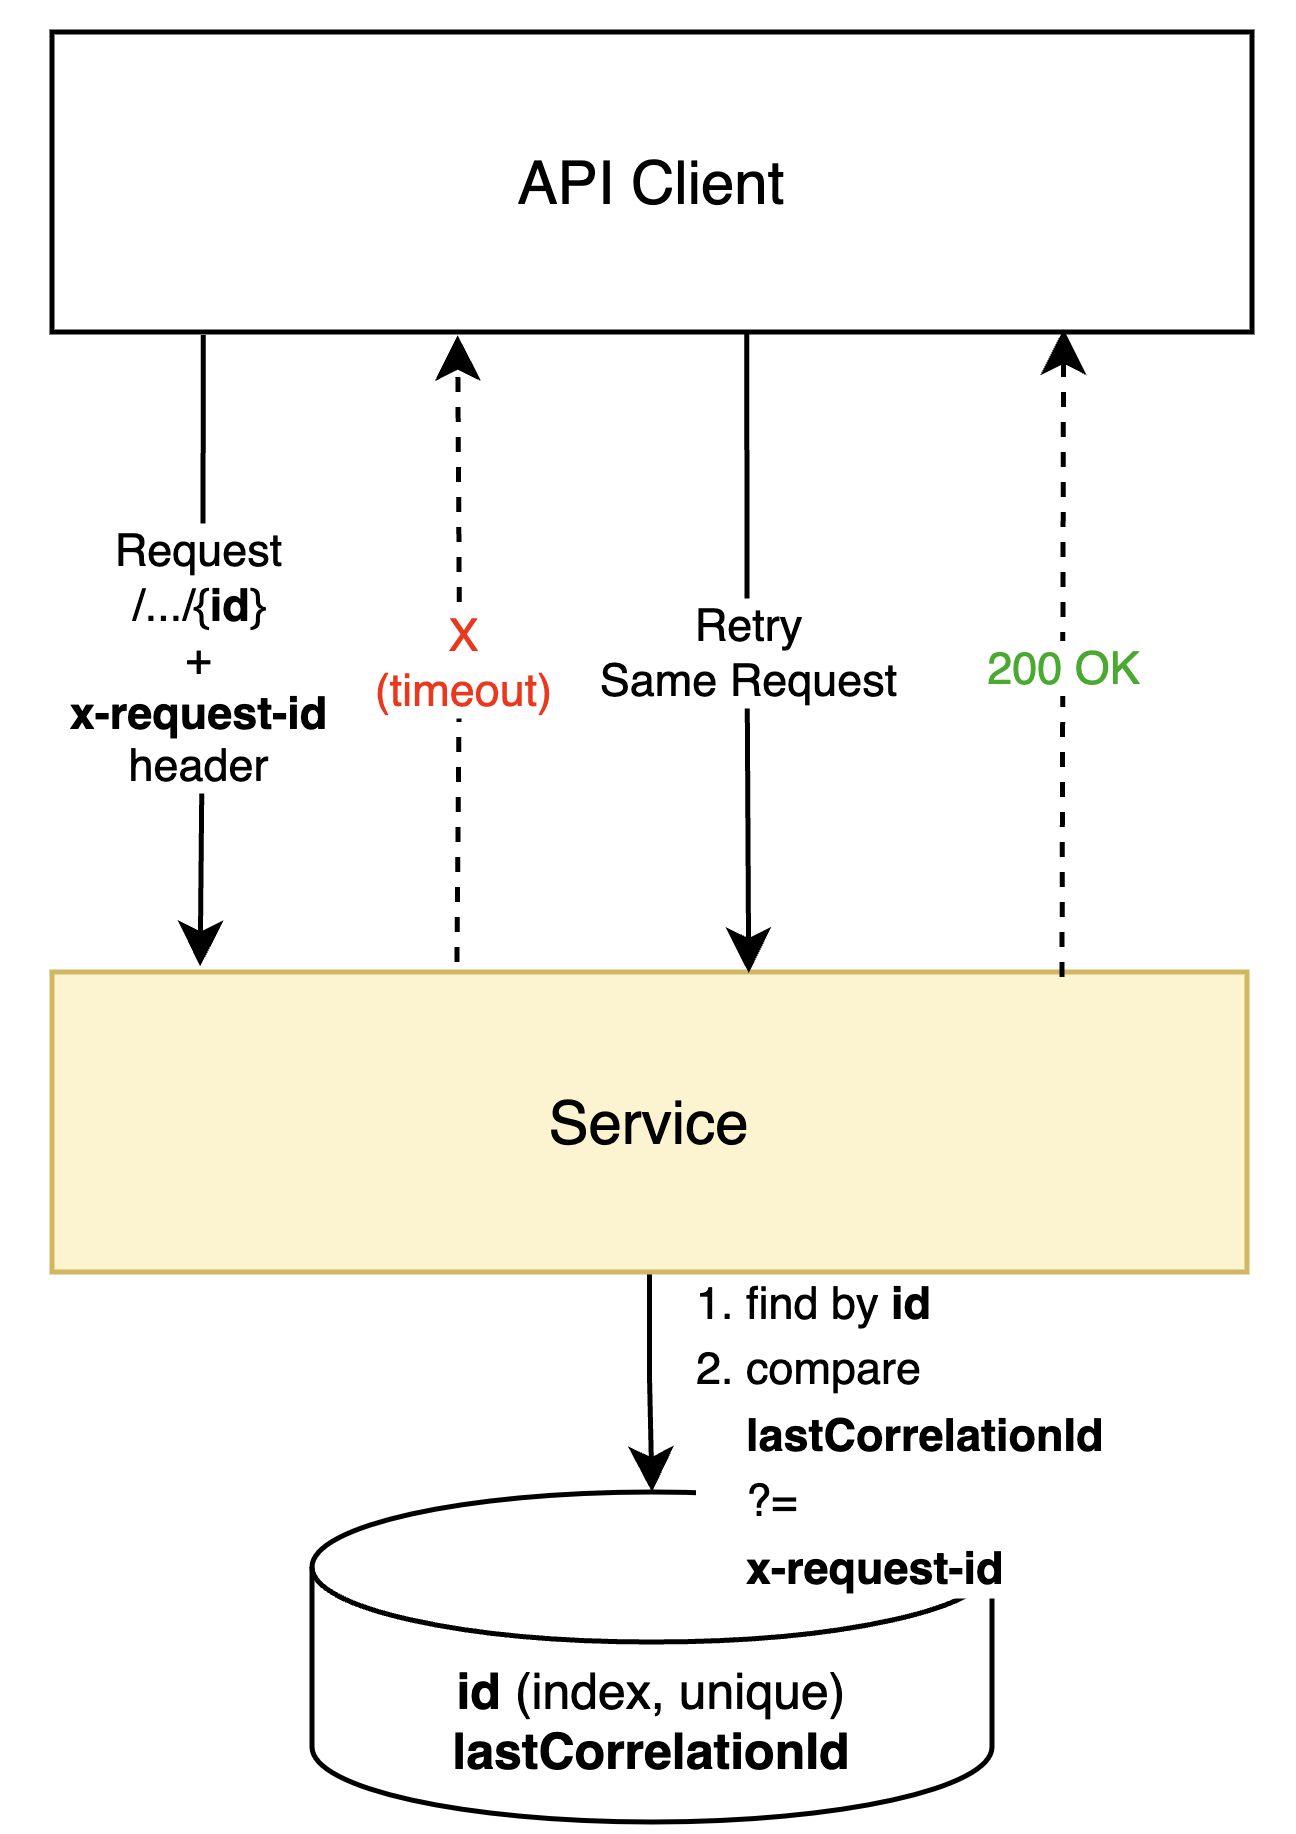 API Client
Request
/.../{id}
+
x-request-id
header
X
(timeout)
Retry
Same Request
200 OK
Service
1. find by id
2. compare
lastCorrelationId
?=
x-request-id
id (index, unique)
lastCorrelationId